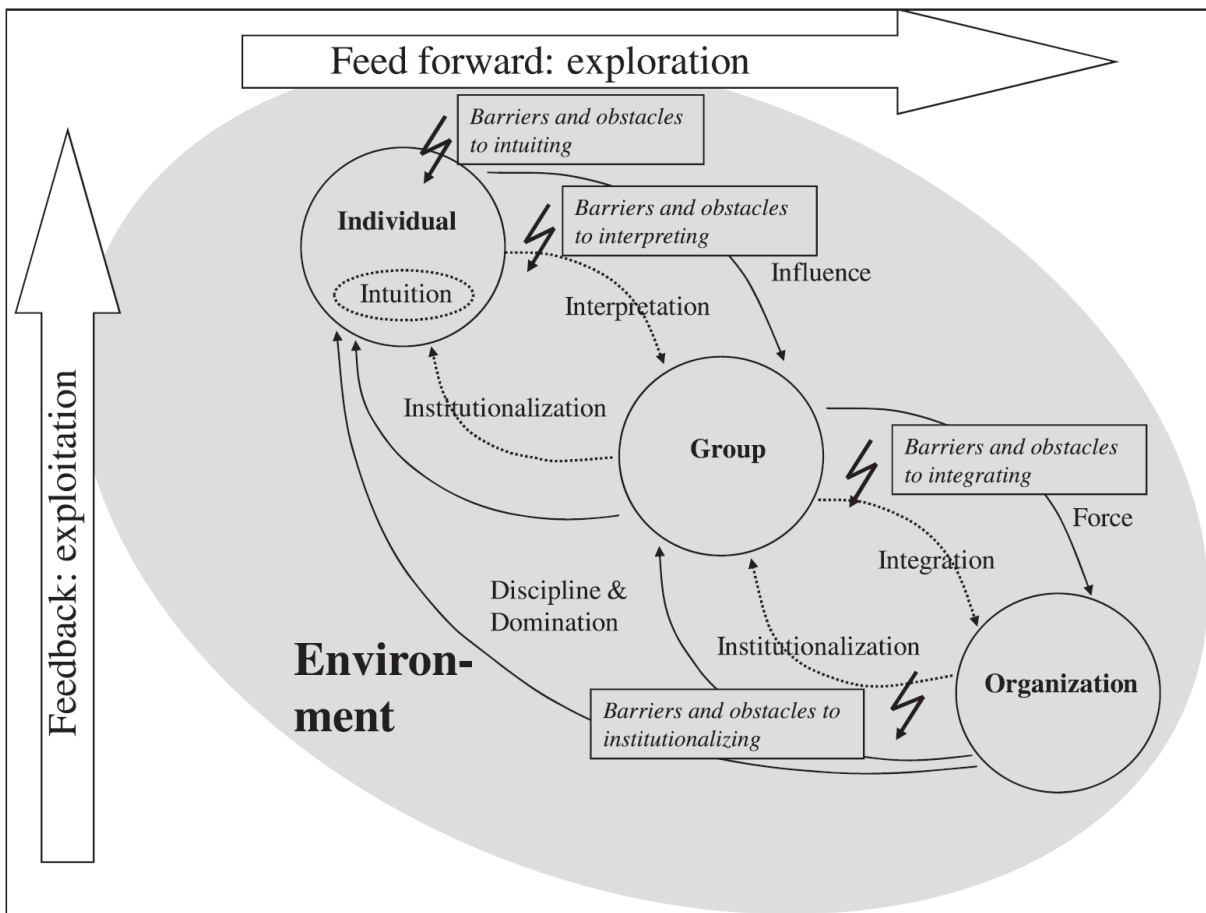 Feed forward: exploration
Barriers and obstacles
to intuiting
Individual
Barriers and obstacles
to interpreting
Intuition
Influence
Interpretation
Feedback: exploitation
Institutionalization
Group
Barriers and obstacles
to integrating
Force
Integration
Discipline &
Domination
Institutionalization
Environ-
ment
Organization
Barriers and obstacles to
institutionalizing